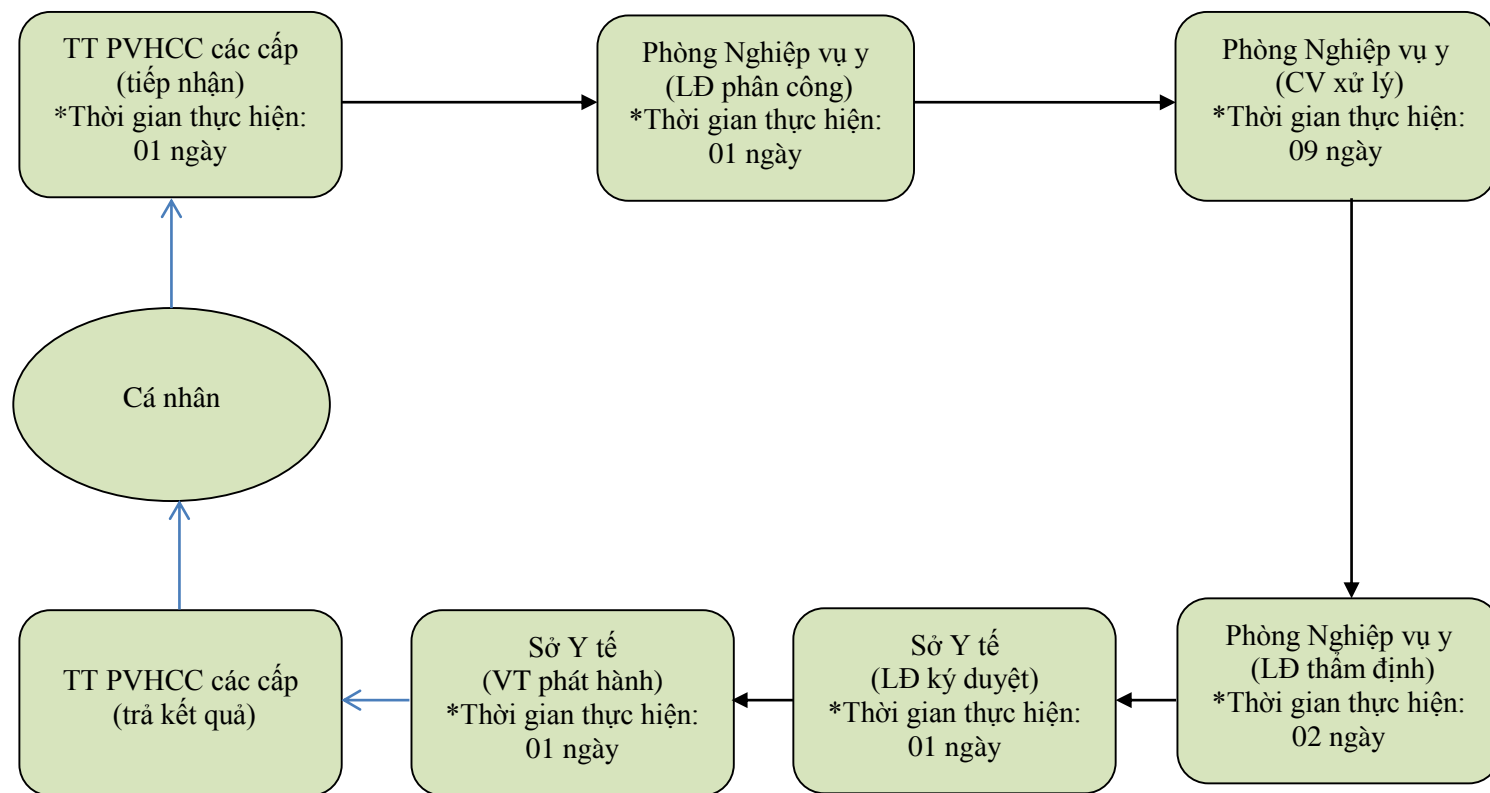 TT PVHCC các cấp
(tiếp nhận)
*Thời gian thực hiện:
01 ngày
Phòng Nghiệp vụ y
(LĐ phân công)
*Thời gian thực hiện:
01 ngày
Phòng Nghiệp vụ y
(CV xử lý)
*Thời gian thực hiện:
09 ngày
Cá nhân
TT PVHCC các cấp
(trả kết quả)
Sở Y tế
(VT phát hành)
*Thời gian thực hiện:
01 ngày
Sở Y tế
(LĐ ký duyệt)
*Thời gian thực hiện:
01 ngày
Phòng Nghiệp vụ y
(LĐ thẩm định)
*Thời gian thực hiện:
02 ngày